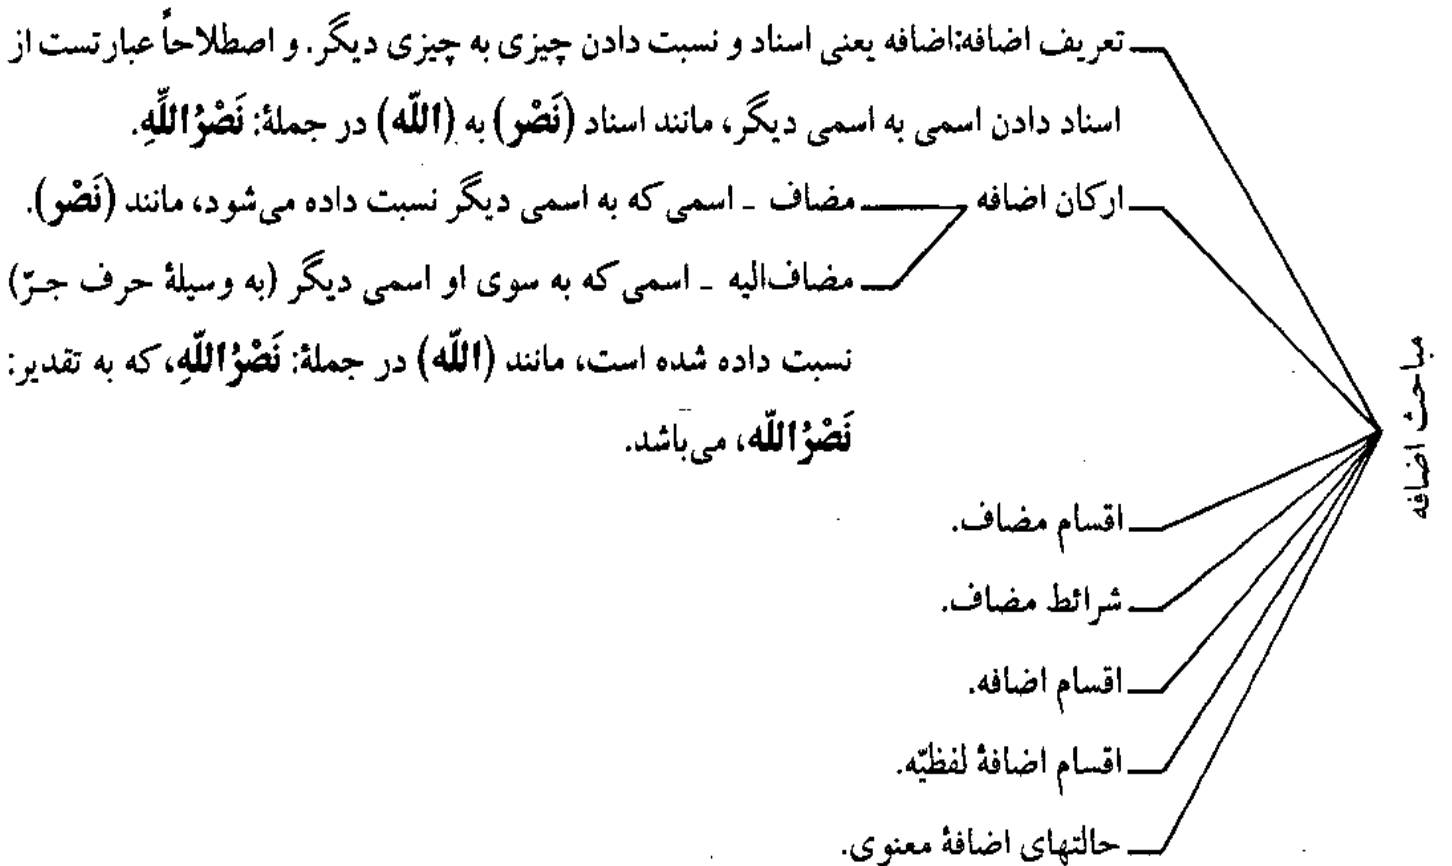 مباحث اضافه
تعریف اضافه:اضافه یعنی اسناد و نسبت دادن چیزی به چیزی دیگر. و اصطلاحاً عبارتست از
اسناد دادن اسمی به اسمی دیگر، مانند اسناد (نَصْر) به (اللّه) در جملهٔ: نَصْرُاللّهِ.
ارکان اضافه
مضاف - اسمی که به اسمی دیگر نسبت داده می‌شود، مانند (نَصْر).
مضاف‌الیه - اسمی که به سوی او اسمی دیگر (به وسیلهٔ حرف جـرّ)
نسبت داده شده است، مانند (اللّه) در جملهٔ: نَصْرُاللّهِ، که به تقدیر:
نَصْرُاللّه، می‌باشد.
اقسام مضاف.
شرائط مضاف.
اقسام اضافه.
اقسام اضافهٔ لفظیّه.
حالتهای اضافهٔ معنوی.